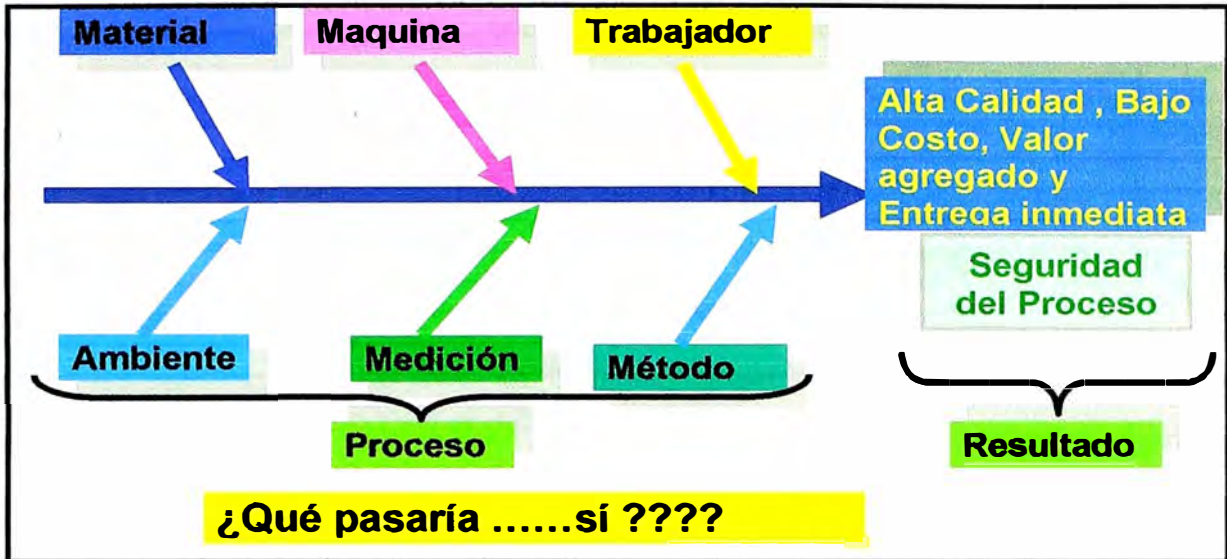 Material
Maquina
Trabajador
Alta Calidad , Bajo
Costo, Valor
agregado y
Entrega inmediata
Seguridad
del Proceso
Ambiente
Medición
Método
Proceso
Resultado
¿Qué pasaría ......sí ????